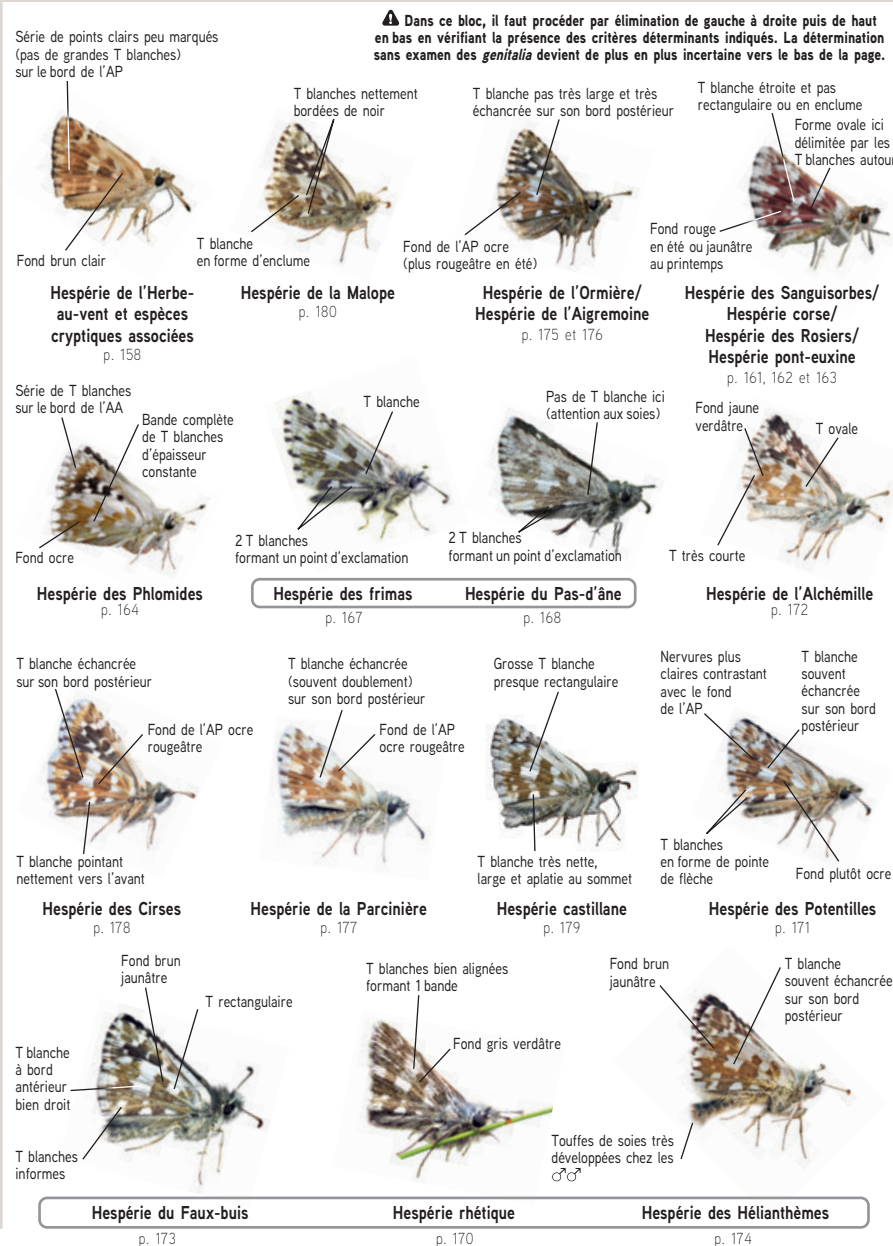 ⚠ Dans ce bloc, il faut procéder par élimination de gauche à droite puis de haut
en bas en vérifiant la présence des critères déterminants indiqués. La détermination
sans examen des genitalia devient de plus en plus incertaine vers le bas de la page.
Série de points clairs peu marqués
(pas de grandes T blanches)
sur le bord de l'AP
Fond brun clair
Hespérie de l'Herbe-
au-vent et espèces
cryptiques associées
p. 158
T blanches nettement
bordées de noir
T blanche
en forme d'enclume
Hespérie de la Malope
p. 180
T blanche pas très large et très
échancrée sur son bord postérieur
Fond de l'AP ocre
(plus rougeâtre en été)
Hespérie de l'Ormière/
Hespérie de l'Aigremoine
p. 175 et 176
T blanche étroite et pas
rectangulaire ou en enclume
Forme ovale ici
délimitée par les
T blanches autour
Fond rouge
en été ou jaunâtre
au printemps
Hespérie des Sanguisorbes/
Hespérie corse/
Hespérie des Rosiers/
Hespérie pont-euxine
p. 161, 162 et 163
Série de T blanches
sur le bord de l'AA
Bande complète
de T blanches
d'épaisseur
constante
Fond ocre
Hespérie des Phlomides
p. 164
T blanche
2 T blanches
formant un point d'exclamation
Hespérie des frimas
p. 167
Pas de T blanche ici
(attention aux soies)
2 T blanches
formant un point d'exclamation
Hespérie du Pas-d'âne
p. 168
Fond jaune
verdâtre
T ovale
T très courte
Hespérie de l'Alchémille
p. 172
T blanche échancrée
sur son bord postérieur
Fond de l'AP ocre
rougeâtre
T blanche pointant
nettement vers l'avant
Hespérie des Cirses
p. 178
T blanche échancrée
(souvent doublement)
sur son bord postérieur
Fond de l'AP
ocre rougeâtre
Hespérie de la Parcinière
p. 177
Grosse T blanche
presque rectangulaire
T blanche très nette,
large et aplatie au sommet
Hespérie castillane
p. 179
Nervures plus
claires contrastant
avec le fond
de l'AP
T blanche
souvent
échancrée
sur son bord
postérieur
T blanches
en forme de pointe
de flèche
Fond plutôt ocre
Hespérie des Potentilles
p. 171
Fond brun
jaunâtre
T rectangulaire
T blanche
à bord
antérieur
bien droit
T blanches
informes
Hespérie du Faux-buis
p. 173
T blanches bien alignées
formant 1 bande
Fond gris verdâtre
Hespérie rhétique
p. 170
Fond brun
jaunâtre
T blanche
souvent échancrée
sur son bord
postérieur
Touffes de soies très
développées chez les
♂♂
Hespérie des Hélianthèmes
p. 174